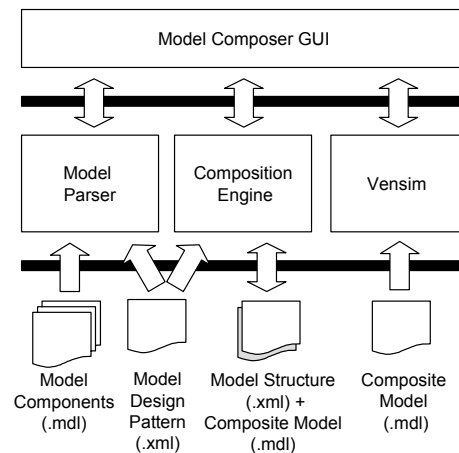 Model Composer GUI
Model
Parser
Composition
Engine
Vensim
Model
Components
(.mdl)
Model
Design
Pattern
(.xml)
Model Structure
(.xml) +
Composite Model
(.mdl)
Composite
Model
(.mdl)